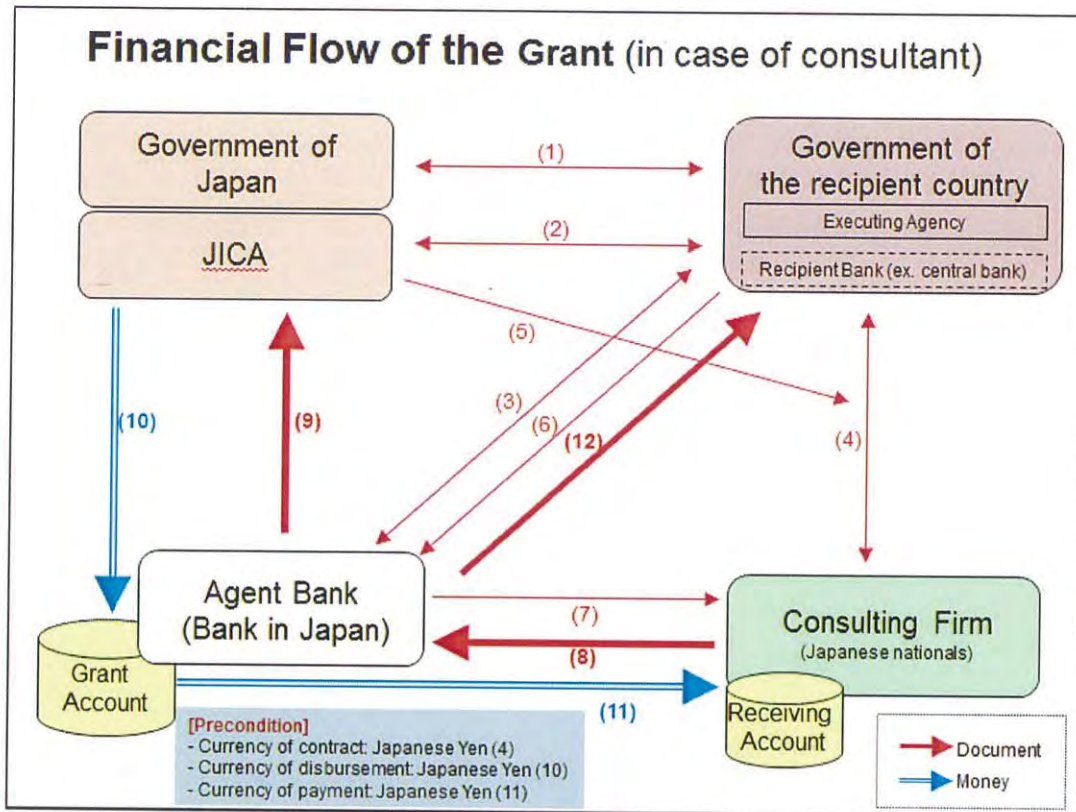 Financial Flow of the Grant (in case of consultant)
Government of
Japan
JICA
Government of
the recipient country
Executing Agency
Recipient Bank (ex. central bank)
(1)
(2)
(5)
(3)
(6)
(12)
(4)
(10)
(9)
Agent Bank
(Bank in Japan)
(7)
(8)
Consulting Firm
(Japanese nationals)
Grant
Account
(11)
Receiving
Account
[Precondition]
- Currency of contract: Japanese Yen (4)
- Currency of disbursement: Japanese Yen (10)
- Currency of payment: Japanese Yen (11)
Document
Money